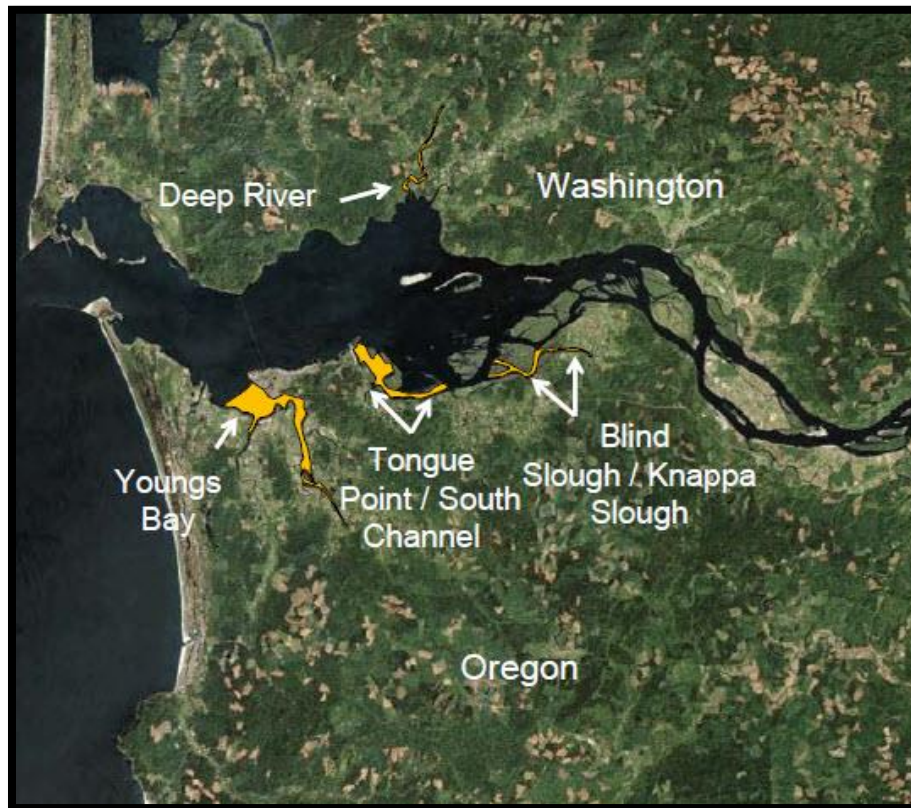 Deep River
Washington
Youngs
Bay
Tongue
Point / South
Channel
Blind
Slough / Knappa
Slough
Oregon